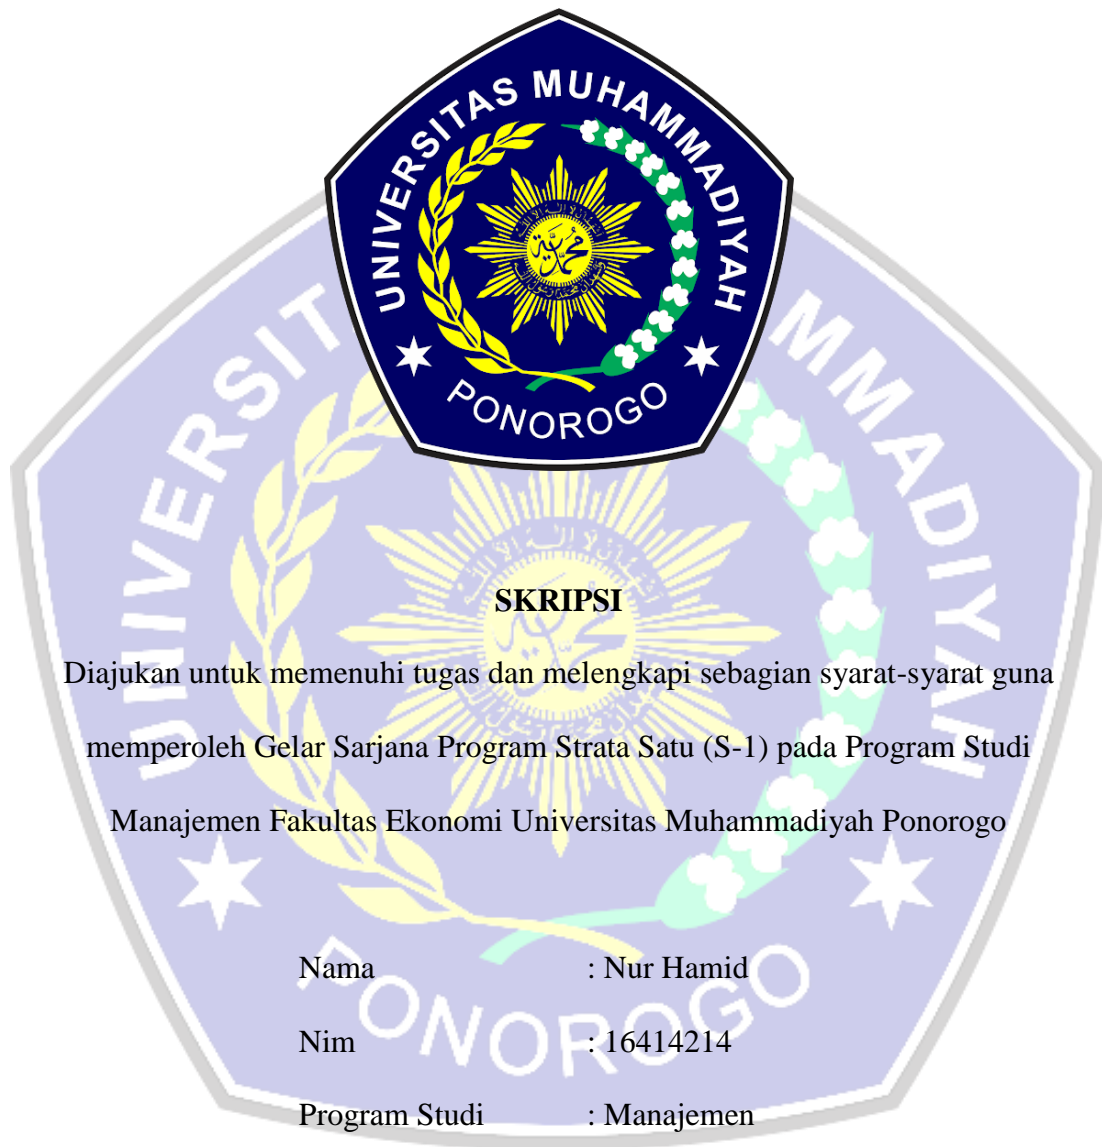 UNIVERSITAS MUHAMMADIYAH
PONOROGO
SKRIPSI
Diajukan untuk memenuhi tugas dan melengkapi sebagian syarat-syarat guna
memperoleh Gelar Sarjana Program Strata Satu (S-1) pada Program Studi
Manajemen Fakultas Ekonomi Universitas Muhammadiyah Ponorogo
Nama : Nur Hamid
Nim : 16414214
Program Studi : Manajemen